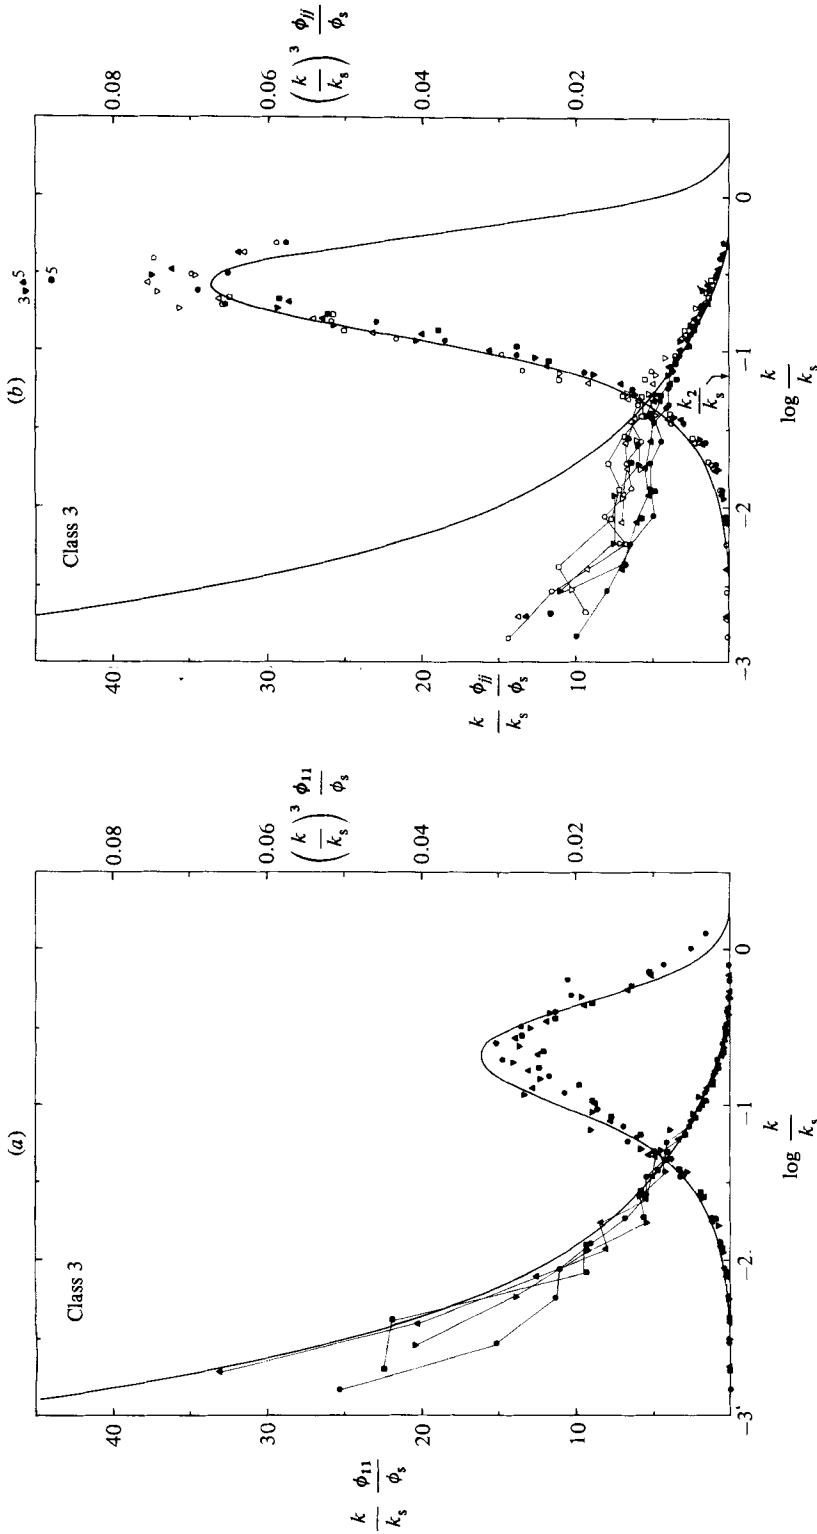 (a)
Class 3
40
30
20
10
k/k_s ϕ_11/ϕ_s
0.08
0.06
0.04
0.02
(k/k_s)^3 ϕ_11/ϕ_s
-3
-2
-1
0
log k/k_s
(b)
Class 3
3 5
5
40
30
20
10
k/k_s ϕ_jj/ϕ_s
0.08
0.06
0.04
0.02
(k/k_s)^3 ϕ_jj/ϕ_s
k_2/k_s
-3
-2
-1
0
log k/k_s